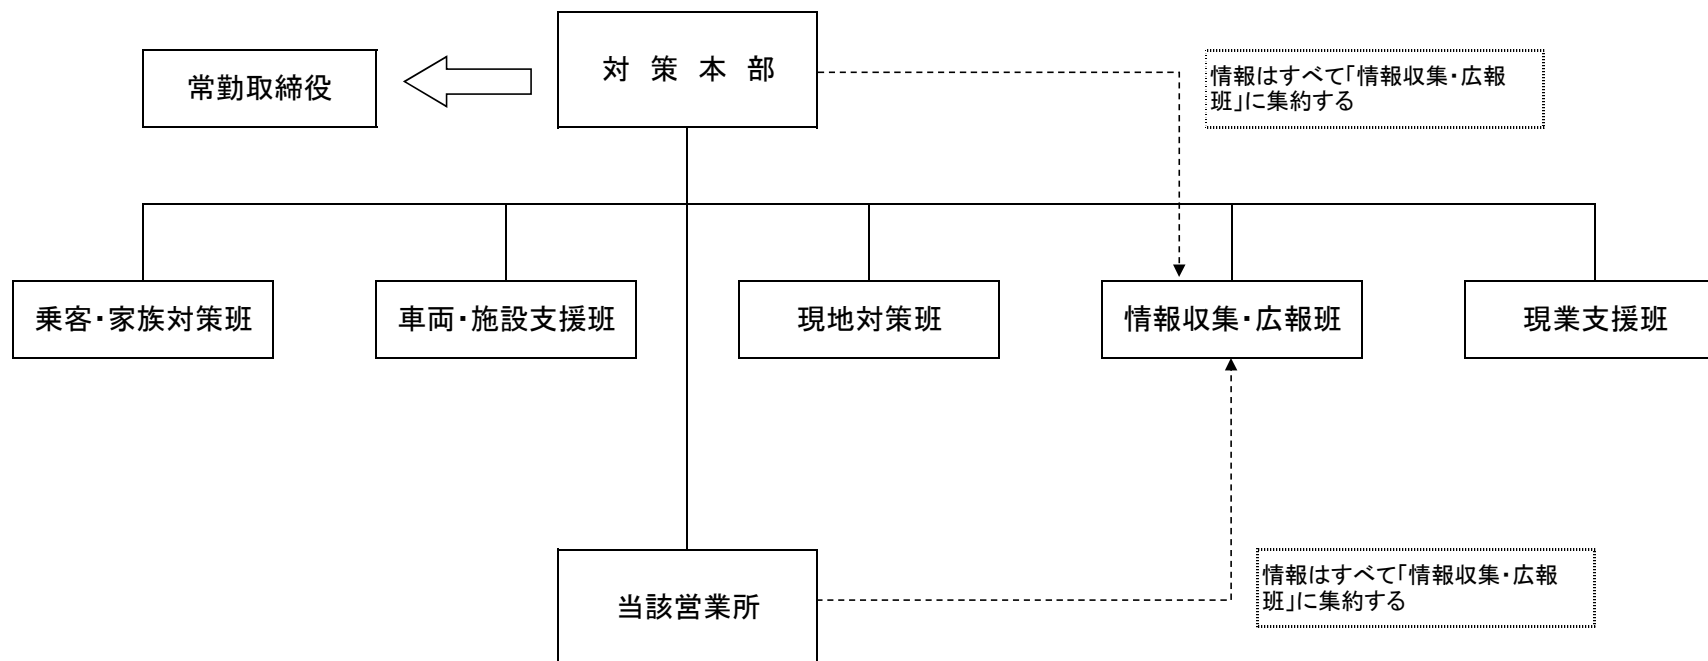 対 策 本 部
常勤取締役
情報はすべて「情報収集・広報
班」に集約する
乗客・家族対策班
車両・施設支援班
現地対策班
情報収集・広報班
現業支援班
当該営業所
情報はすべて「情報収集・広報
班」に集約する